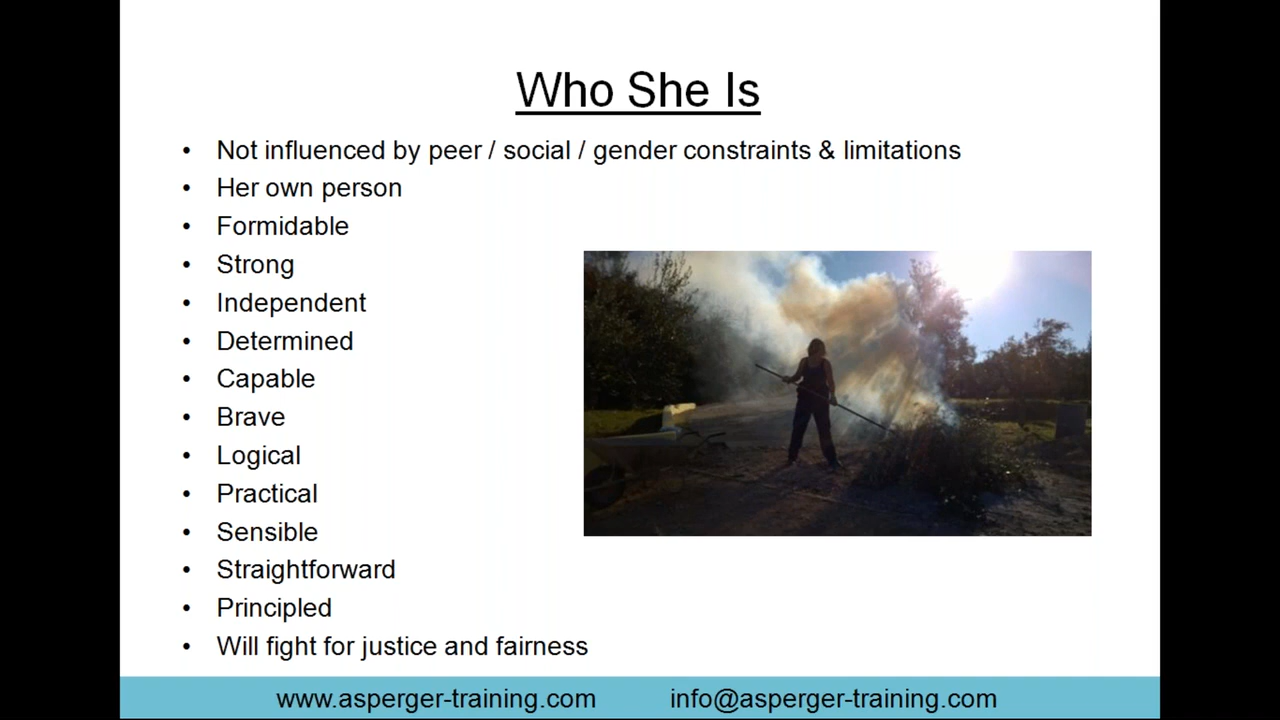 Who She Is
• Not influenced by peer / social / gender constraints & limitations
• Her own person
• Formidable
• Strong
• Independent
• Determined
• Capable
• Brave
• Logical
• Practical
• Sensible
• Straightforward
• Principled
• Will fight for justice and fairness
www.asperger-training.com info@asperger-training.com